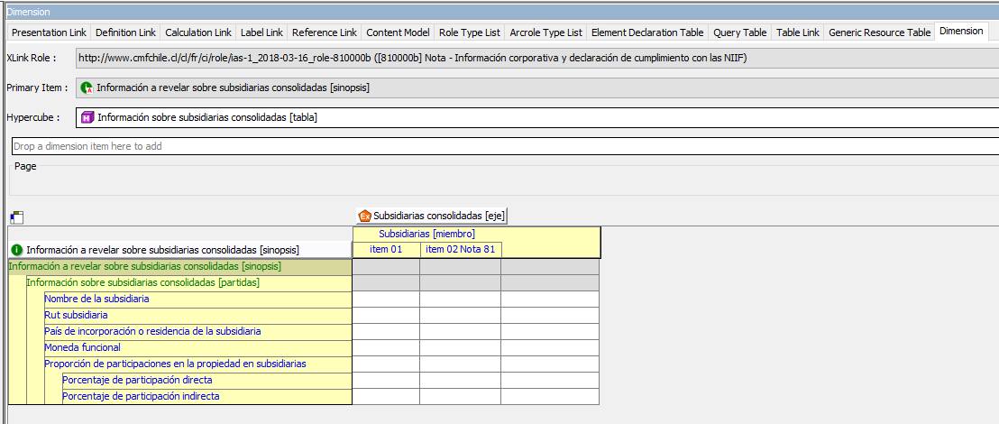 Dimension
Presentation Link Definition Link Calculation Link Label Link Reference Link Content Model Role Type List Arcrole Type List Element Declaration Table Query Table Table Link Generic Resource Table Dimension
XLink Role : http://www.cmfchile.cl/cl/fr/ci/role/ias-1_2018-03-16_role-810000b ([810000b] Nota - Información corporativa y declaración de cumplimiento con las NIIF)
Primary Item : Información a revelar sobre subsidiarias consolidadas [sinopsis]
Hypercube : H Información sobre subsidiarias consolidadas [tabla]
Drop a dimension item here to add
Page
Ex Subsidiarias consolidadas [eje]
Subsidiarias [miembro]
Información a revelar sobre subsidiarias consolidadas [sinopsis] item 01 item 02 Nota 81
Información a revelar sobre subsidiarias consolidadas [sinopsis]
Información sobre subsidiarias consolidadas [partidas]
Nombre de la subsidiaria
Rut subsidiaria
País de incorporación o residencia de la subsidiaria
Moneda funcional
Proporción de participaciones en la propiedad en subsidiarias
Porcentaje de participación directa
Porcentaje de participación indirecta